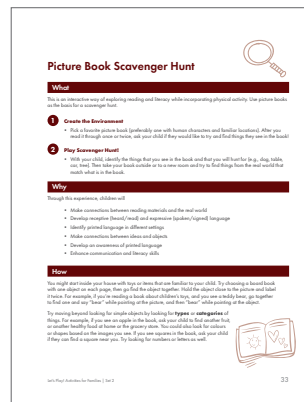 Picture Book Scavenger Hunt
What
This is an interactive way of exploring reading and literacy while incorporating physical activity. Use picture books
as the basis for a scavenger hunt.
1 Create the Environment
• Pick a favourite picture book (preferably one with human characters and familiar locations). After you
read it through once or twice, ask your child if they would like to try and find things they see in the book!
2 Play Scavenger Hunt!
• With your child, identify the things that you see in the book and that you will hunt for (e.g., dog, table,
car, tree). Then take your book outside or to a new room and try to find things from the real world that
match what is in the book.
Why
Through this experience, children will
• Make connections between reading materials and the real world
• Develop receptive (heard/read) and expressive (spoken/signed) language
• Identify printed language in different settings
• Make connections between ideas and objects
• Develop an awareness of printed language
• Enhance communication and literacy skills
How
You might start inside your house with toys or items that are familiar to your child. Try choosing a board book
with one object on each page, then go find the object together. Hold the object close to the picture and label
it twice. For example, if you're reading a book about children's toys, and you see a teddy bear, go together
to find one and say "bear" while pointing at the picture, and then "bear" while pointing at the object.
Try moving beyond looking for simple objects by looking for types or categories of
things. For example, if you see an apple in the book, ask your child to find another fruit,
or another healthy food at home or the grocery store. You could also look for colours
or shapes based on the images you see. If you see squares in the book, ask your child
if they can find a square near you. Try looking for numbers or letters as well.
Let's Play! Activities for Families | Set 2
33